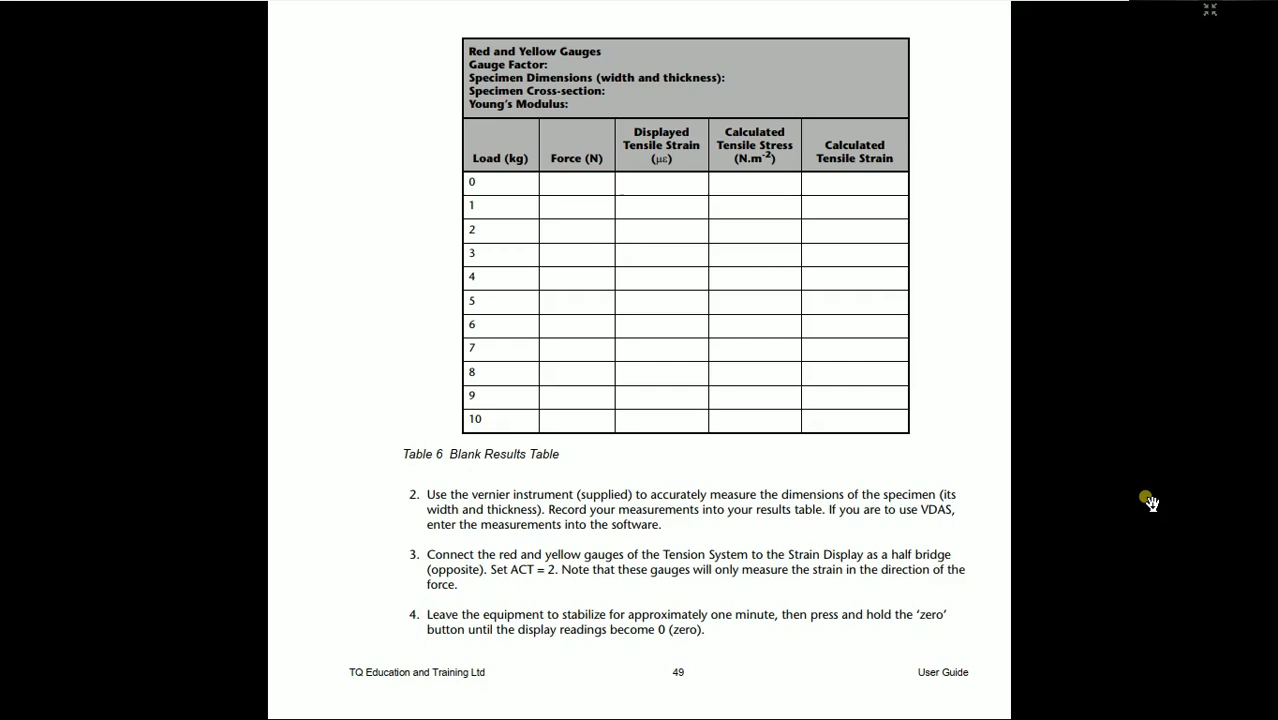 Red and Yellow Gauges
Gauge Factor:
Specimen Dimensions (width and thickness):
Specimen Cross-section:
Young's Modulus:
Load (kg)
Force (N)
Displayed
Tensile Strain
(µε)
Calculated
Tensile Stress
(N.m⁻²)
Calculated
Tensile Strain
0
1
2
3
4
5
6
7
8
9
10
Table 6 Blank Results Table
2. Use the vernier instrument (supplied) to accurately measure the dimensions of the specimen (its
width and thickness). Record your measurements into your results table. If you are to use VDAS,
enter the measurements into the software.
3. Connect the red and yellow gauges of the Tension System to the Strain Display as a half bridge
(opposite). Set ACT = 2. Note that these gauges will only measure the strain in the direction of the
force.
4. Leave the equipment to stabilize for approximately one minute, then press and hold the ‘zero’
button until the display readings become 0 (zero).
TQ Education and Training Ltd
49
User Guide